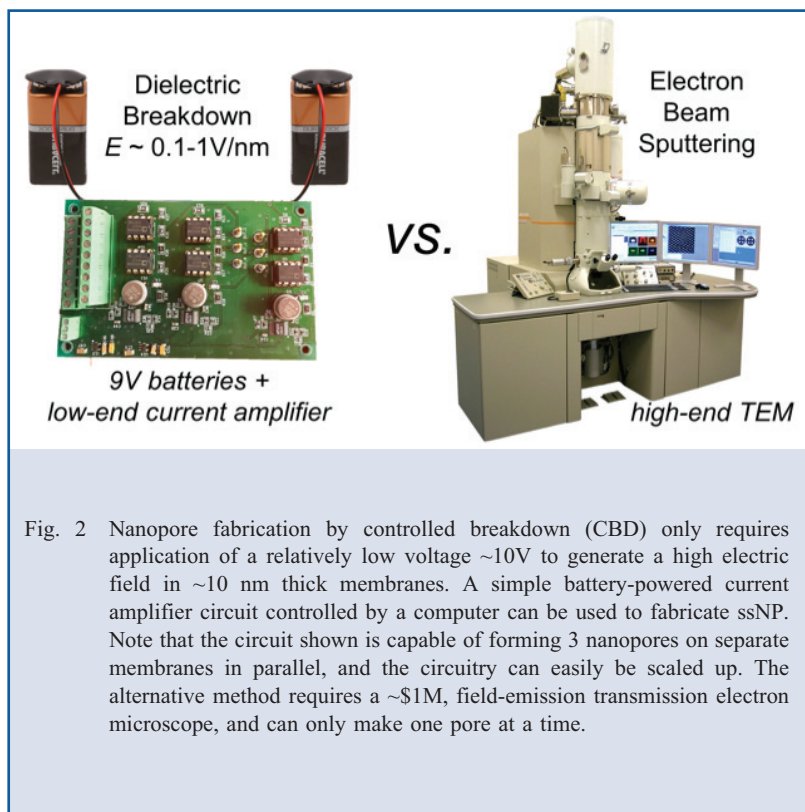 Dielectric
Breakdown
E ~ 0.1-1V/nm
DURACELL
9V batteries +
low-end current amplifier
vs.
Electron
Beam
Sputtering
high-end TEM
Fig. 2 Nanopore fabrication by controlled breakdown (CBD) only requires
application of a relatively low voltage ~10V to generate a high electric
field in ~10 nm thick membranes. A simple battery-powered current
amplifier circuit controlled by a computer can be used to fabricate ssNP.
Note that the circuit shown is capable of forming 3 nanopores on separate
membranes in parallel, and the circuitry can easily be scaled up. The
alternative method requires a ~$1M, field-emission transmission electron
microscope, and can only make one pore at a time.